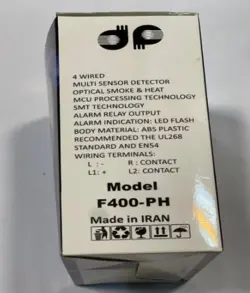 4 WIRED
MULTI SENSOR DETECTOR
OPTICAL SMOKE & HEAT
MCU PROCESSING TECHNOLOGY
SMT TECHNOLOGY
ALARM RELAY OUTPUT
ALARM INDICATION: LED FLASH
BODY MATERIAL: ABS PLASTIC
RECOMMENDED THE UL268
STANDARD AND EN54
WIRING TERMINALS:
L : - R : CONTACT
L1: + L2: CONTACT
Model
F400-PH
Made in IRAN